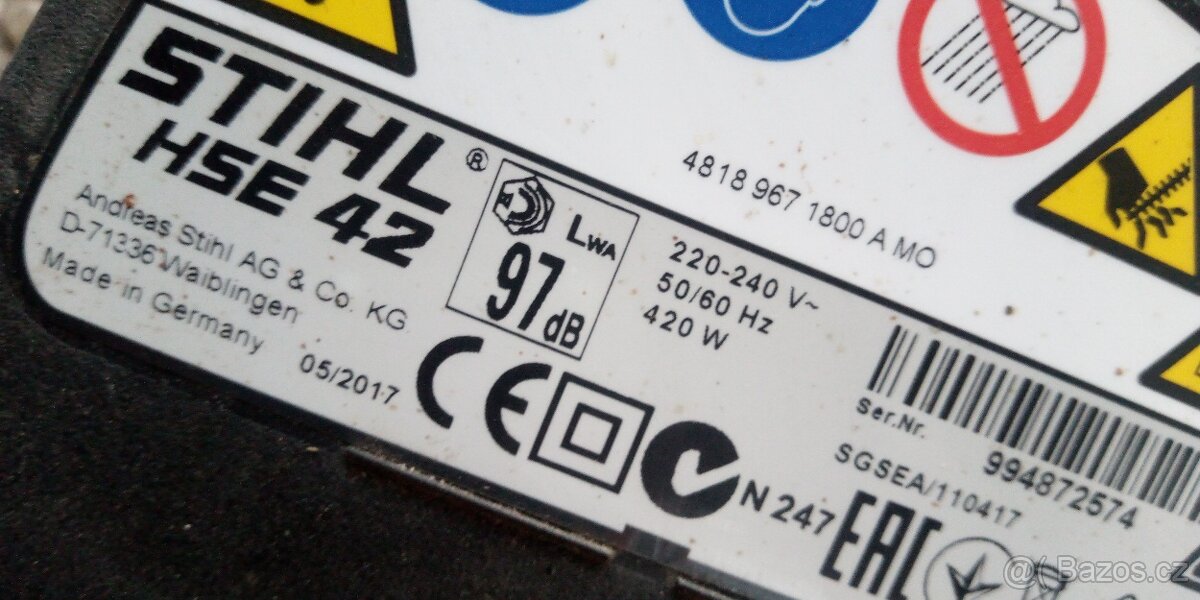 STIHL®
HSE 42
Andreas Stihl AG & Co. KG
D-71336 Waiblingen
Made in Germany
05/2017
LWA
97dB
4818 967 1800 A MO
220-240 V~
50/60 Hz
420 W
CE
N 247
Ser.Nr.
994872574
SGSEA/110417
EAC
@( Bazos.cz